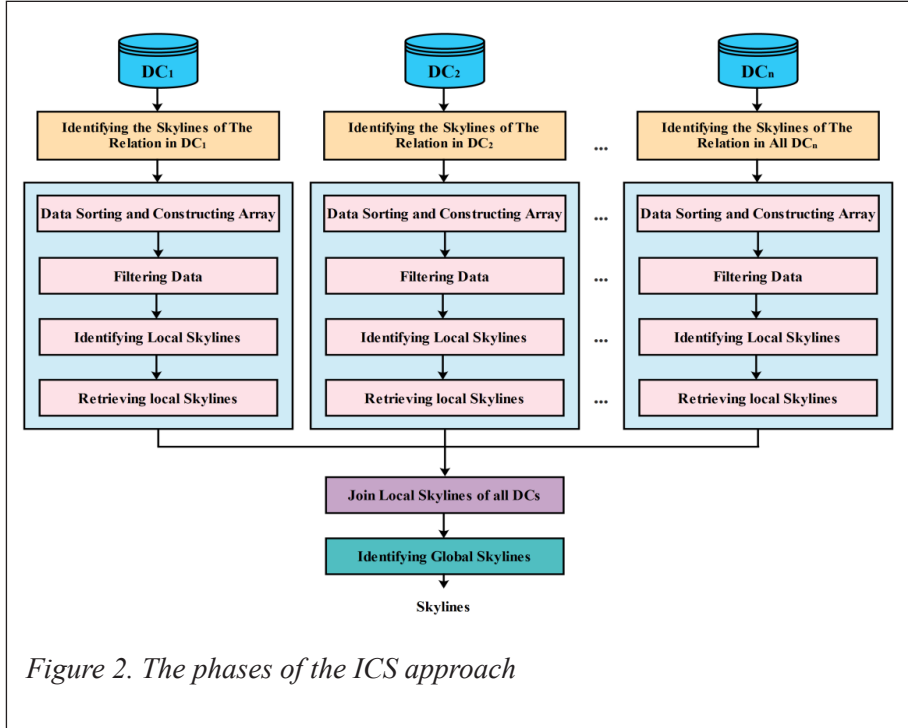 DC₁
DC₂
DCₙ
Identifying the Skylines of The
Relation in DC₁
Identifying the Skylines of The
Relation in DC₂
...
Identifying the Skylines of The
Relation in All DCₙ
Data Sorting and Constructing Array
Data Sorting and Constructing Array
...
Data Sorting and Constructing Array
Filtering Data
Filtering Data
...
Filtering Data
Identifying Local Skylines
Identifying Local Skylines
...
Identifying Local Skylines
Retrieving local Skylines
Retrieving local Skylines
...
Retrieving local Skylines
Join Local Skylines of all DCs
Identifying Global Skylines
Skylines
Figure 2. The phases of the ICS approach